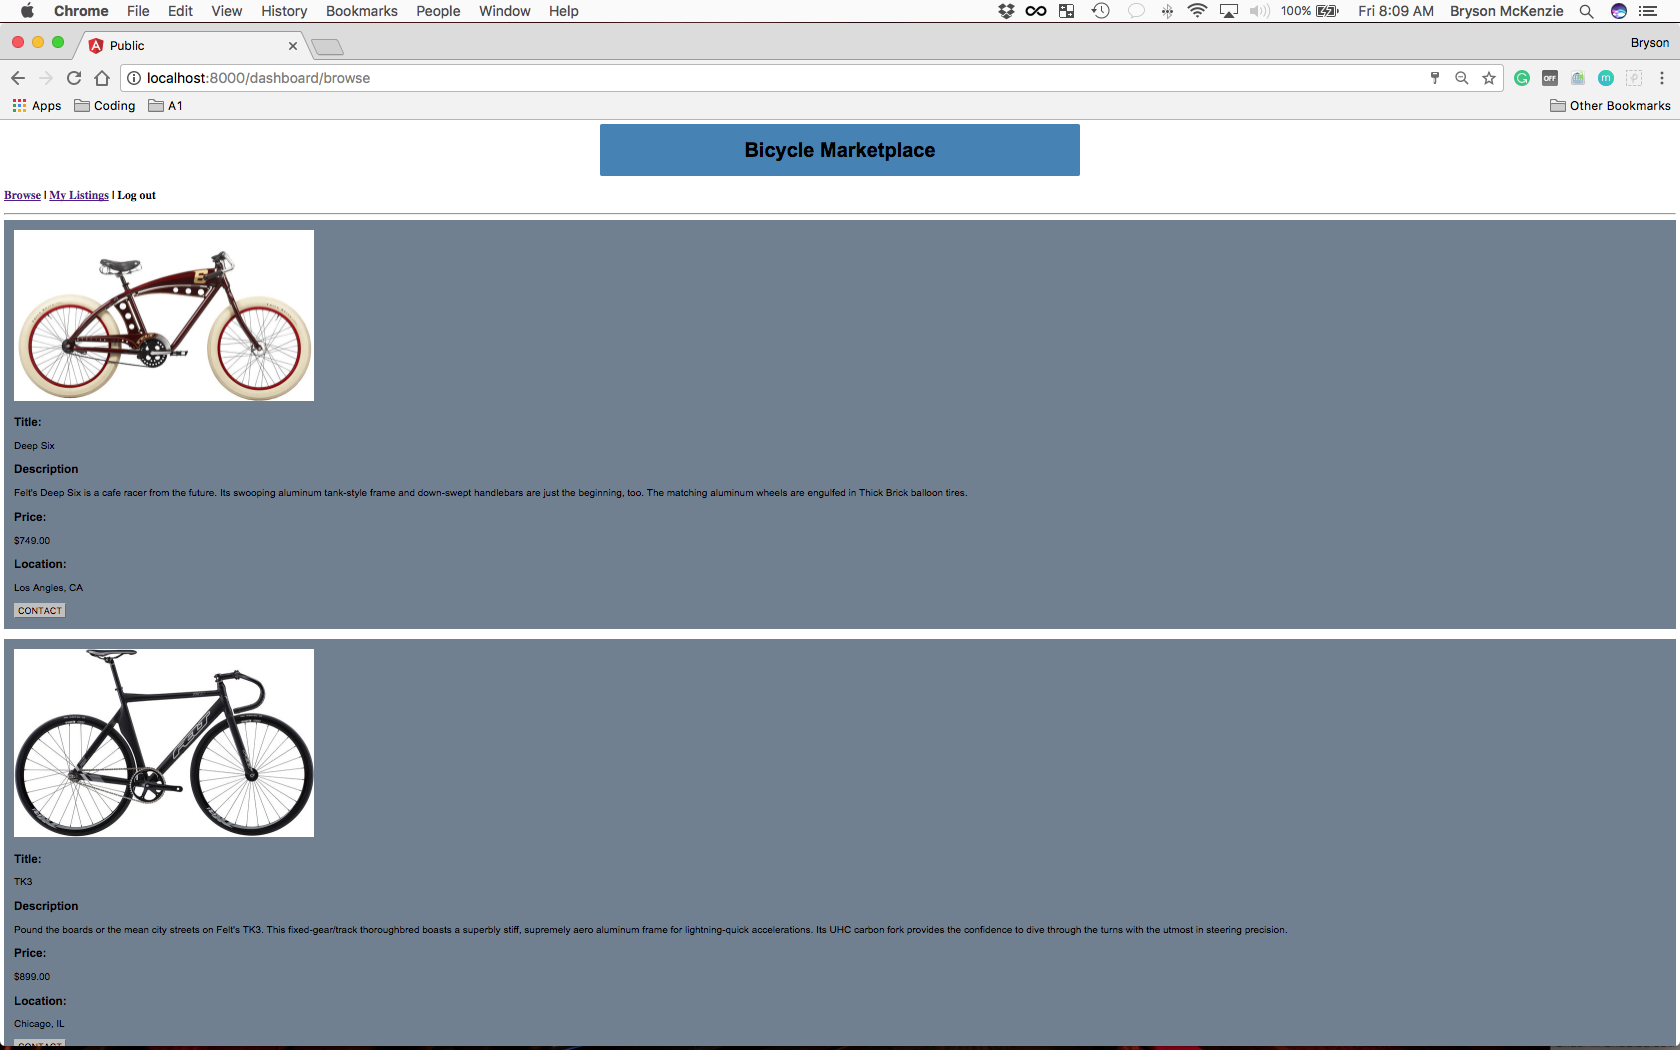 Chrome File Edit View History Bookmarks People Window Help 100% Fri 8:09 AM Bryson McKenzie
Public Bryson
localhost:8000/dashboard/browse OFF m
Apps Coding A1 Other Bookmarks
Bicycle Marketplace
Browse | My Listings | Log out
Title:
Deep Six
Description
Felt's Deep Six is a cafe racer from the future. Its swooping aluminum tank-style frame and down-swept handlebars are just the beginning, too. The matching aluminum wheels are engulfed in Thick Brick balloon tires.
Price:
$749.00
Location:
Los Angles, CA
CONTACT
FELT
Title:
TK3
Description
Pound the boards or the mean city streets on Felt's TK3. This fixed-gear/track thoroughbred boasts a superbly stiff, supremely aero aluminum frame for lightning-quick accelerations. Its UHC carbon fork provides the confidence to dive through the turns with the utmost in steering precision.
Price:
$899.00
Location:
Chicago, IL
CONTACT